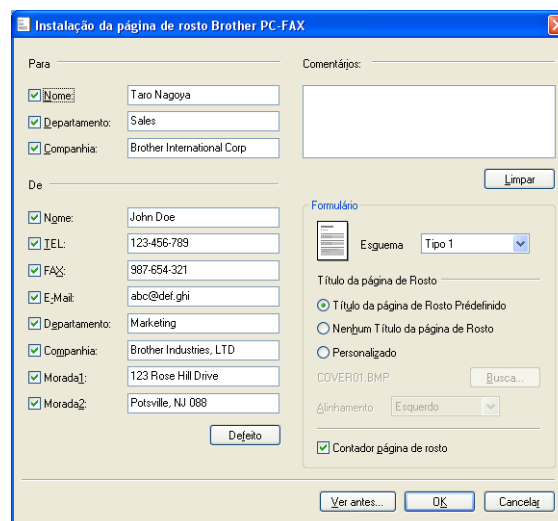 Instalação da página de rosto Brother PC-FAX
Para
Nome: Taro Nagoya
Departamento: Sales
Companhia: Brother International Corp
De
Nome: John Doe
TEL: 123-456-789
FAX: 987-654-321
E-Mail: abc@def.ghi
Departamento: Marketing
Companhia: Brother Industries, LTD
Morada1: 123 Rose Hill Drive
Morada2: Potsville, NJ 088
Defeito
Comentários:
Limpar
Formulário
Esguema Tipo 1
Título da página de Rosto
Título da página de Rosto Prédefinido
Nenhum Título da página de Rosto
Personalizado
COVER01.BMP Busca...
Alinhamento Esquerdo
Contador página de rosto
Ver antes... OK Cancelar